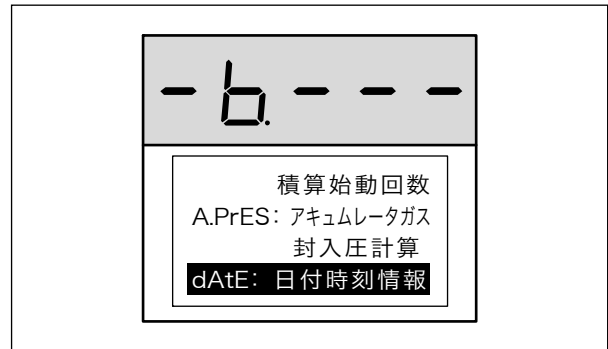 -b.---
積算始動回数
A.PrES: アキュムレータガス
封入圧計算
dAtE: 日付時刻情報